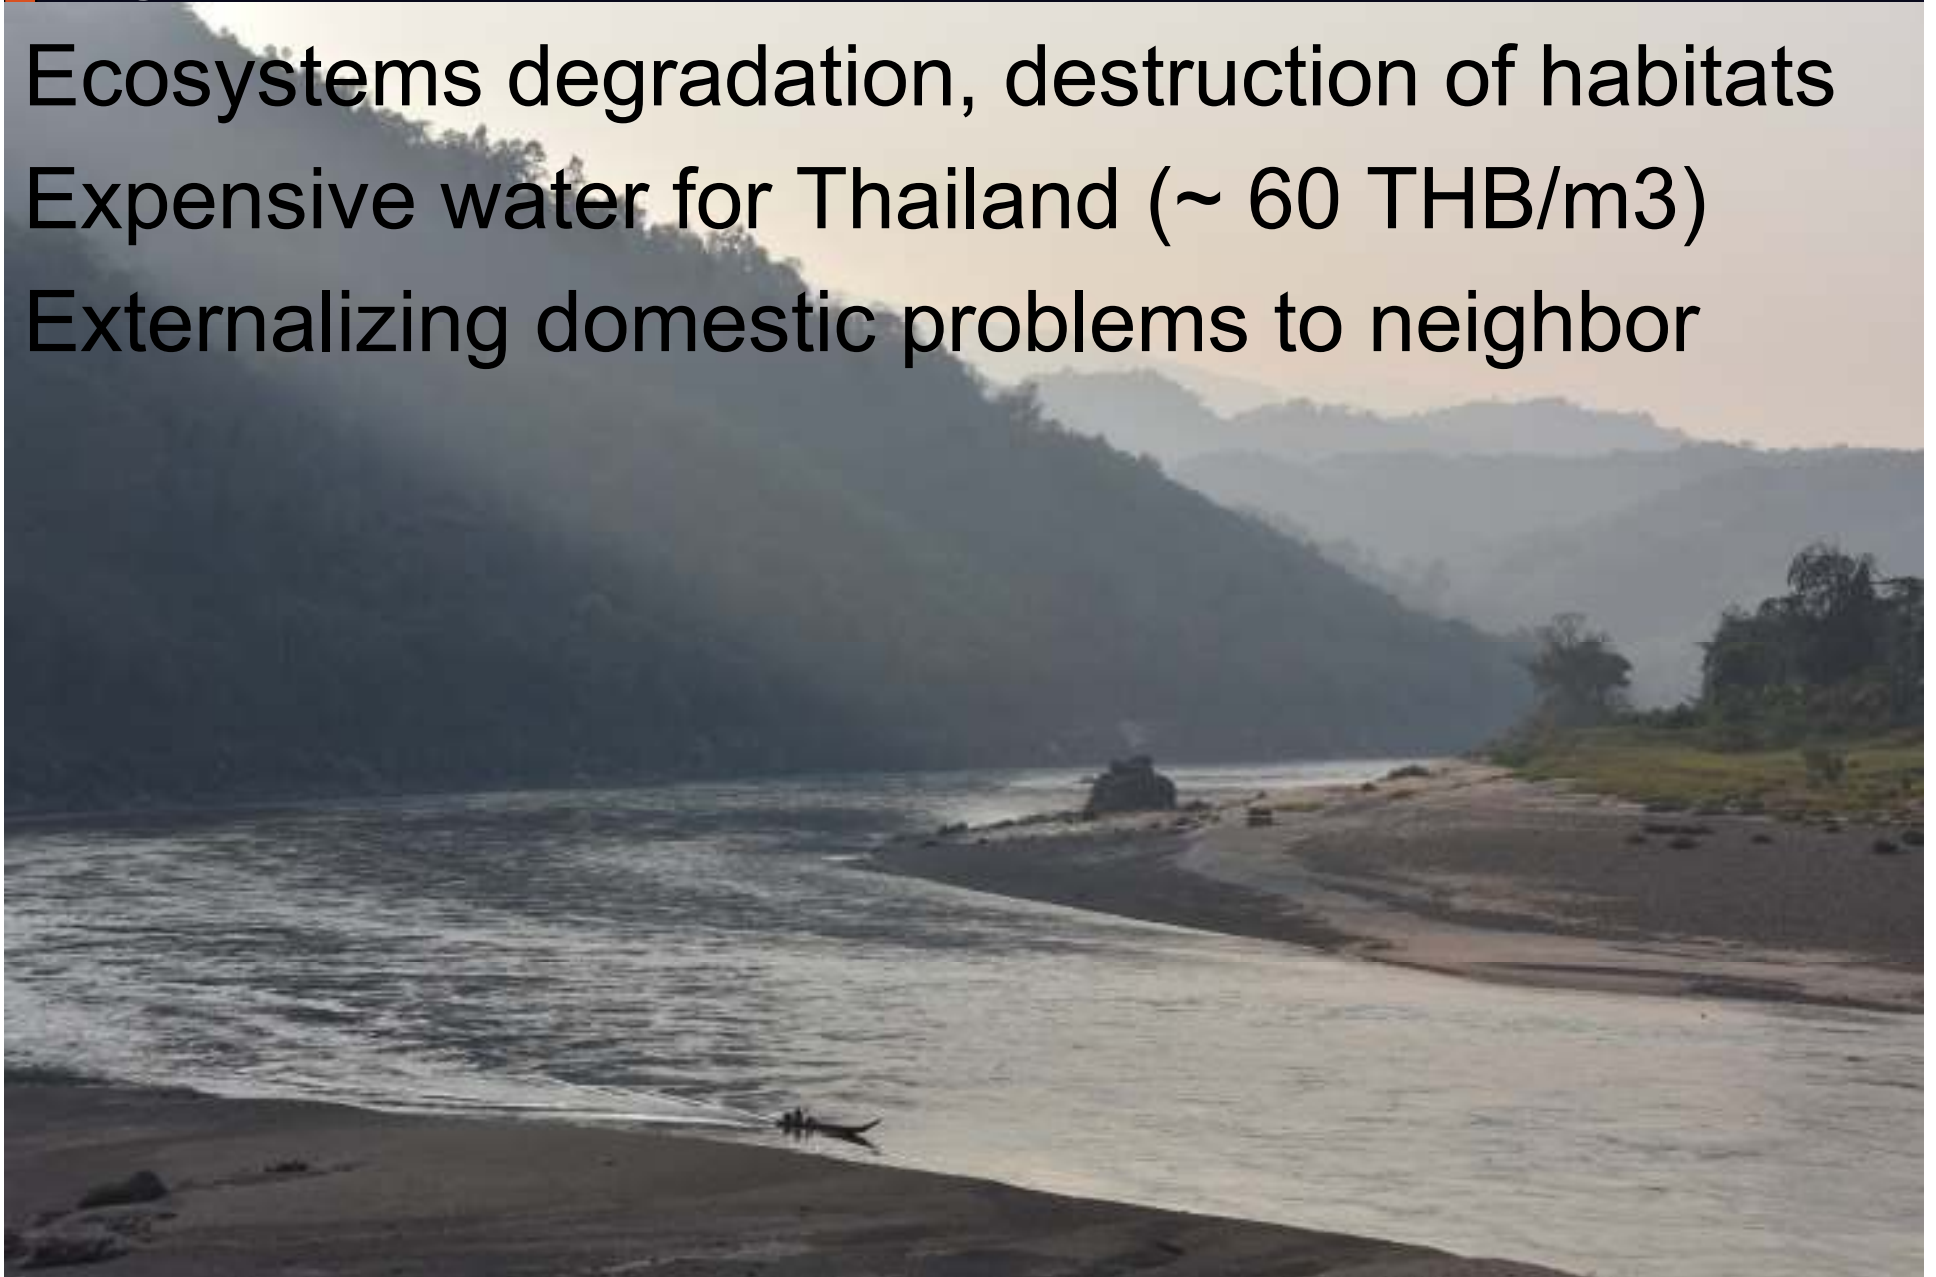 Ecosystems degradation, destruction of habitats
Expensive water for Thailand (~ 60 THB/m3)
Externalizing domestic problems to neighbor